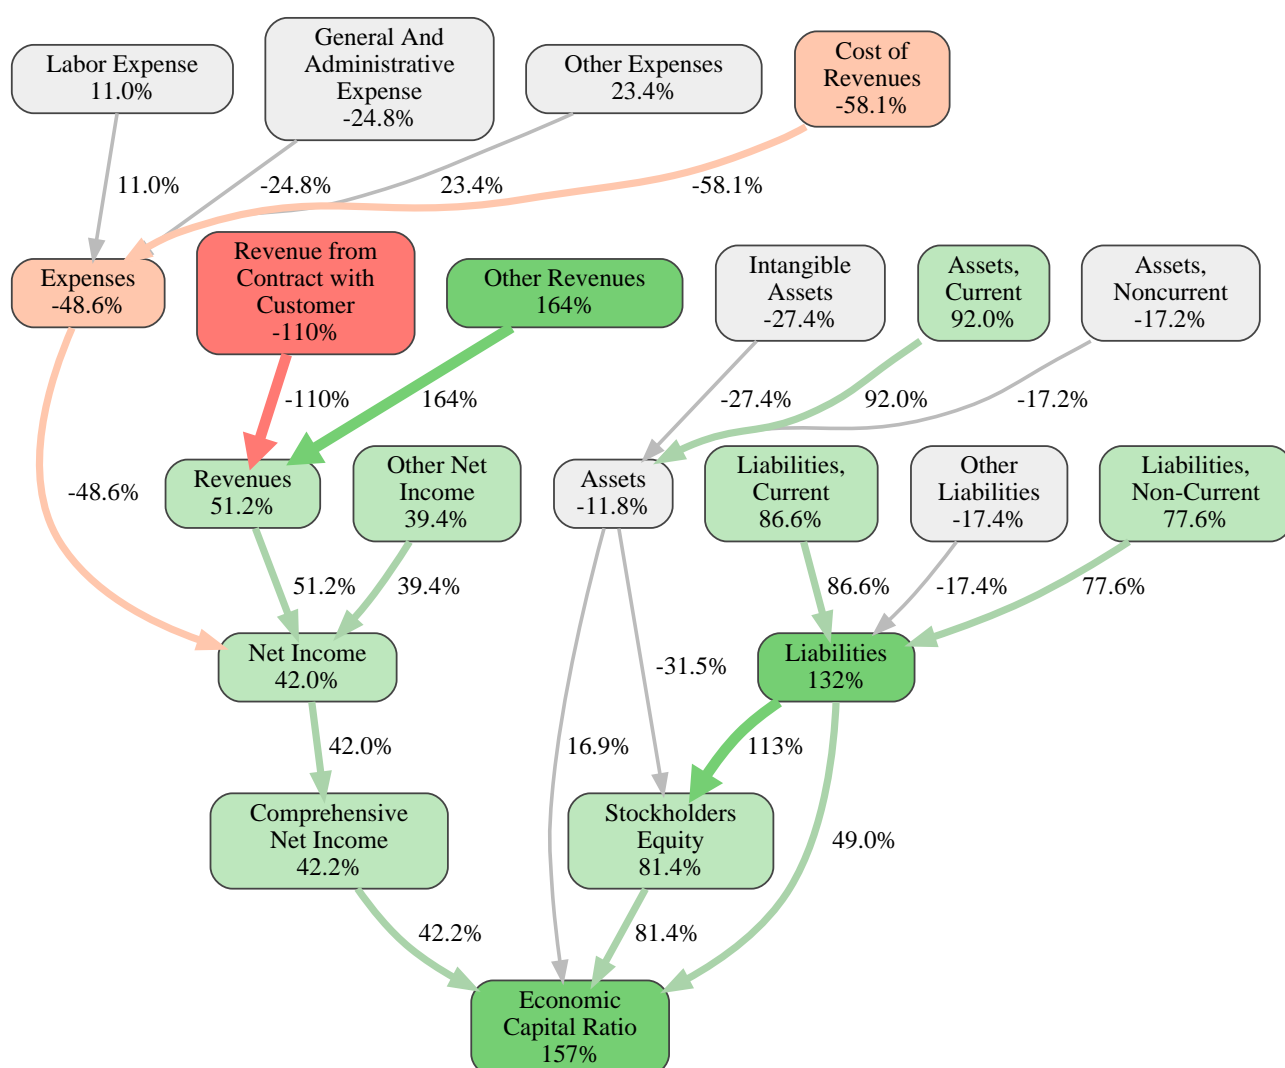 Labor Expense
11.0%
General And
Administrative
Expense
-24.8%
Other Expenses
23.4%
Cost of
Revenues
-58.1%
11.0%
-24.8%
23.4%
-58.1%
Expenses
-48.6%
Revenue from
Contract with
Customer
-110%
Other Revenues
164%
Intangible
Assets
-27.4%
Assets,
Current
92.0%
Assets,
Noncurrent
-17.2%
-110%
164%
-27.4%
92.0%
-17.2%
-48.6%
Revenues
51.2%
Other Net
Income
39.4%
Assets
-11.8%
Liabilities,
Current
86.6%
Other
Liabilities
-17.4%
Liabilities,
Non-Current
77.6%
51.2%
39.4%
86.6%
-17.4%
77.6%
Net Income
42.0%
-31.5%
Liabilities
132%
42.0%
16.9%
113%
Comprehensive
Net Income
42.2%
Stockholders
Equity
81.4%
49.0%
42.2%
81.4%
Economic
Capital Ratio
157%